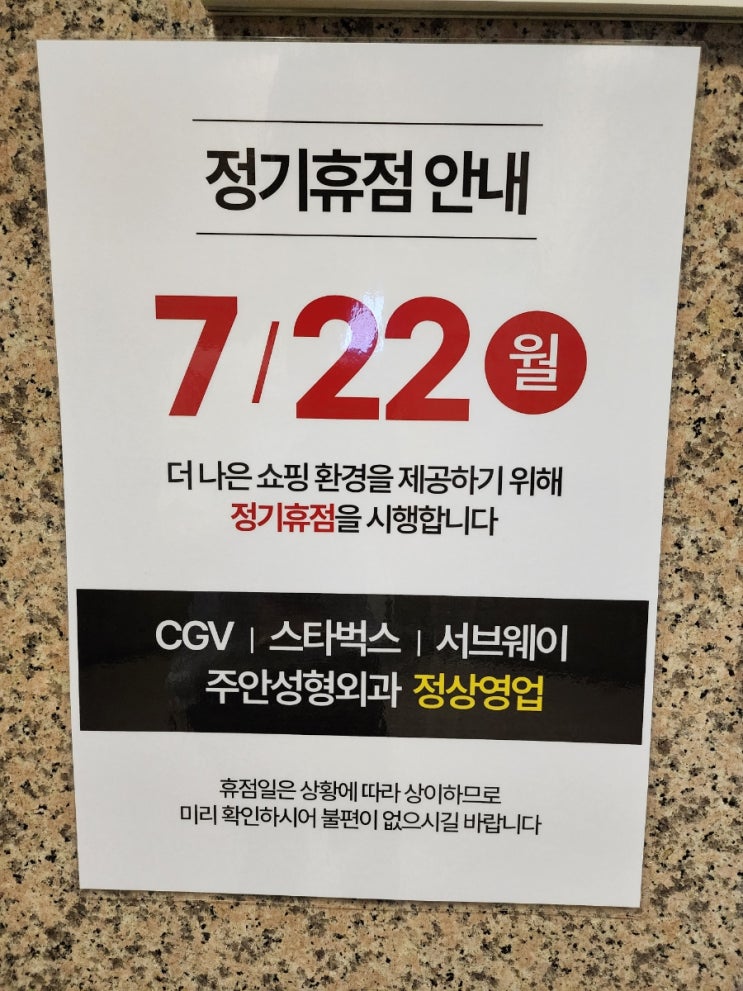 정기휴점 안내
7/22 월
더 나은 쇼핑 환경을 제공하기 위해
정기휴점을 시행합니다
CGV | 스타벅스 | 서브웨이
주안성형외과 정상영업
휴점일은 상황에 따라 상이하므로
미리 확인하시어 불편이 없으시길 바랍니다